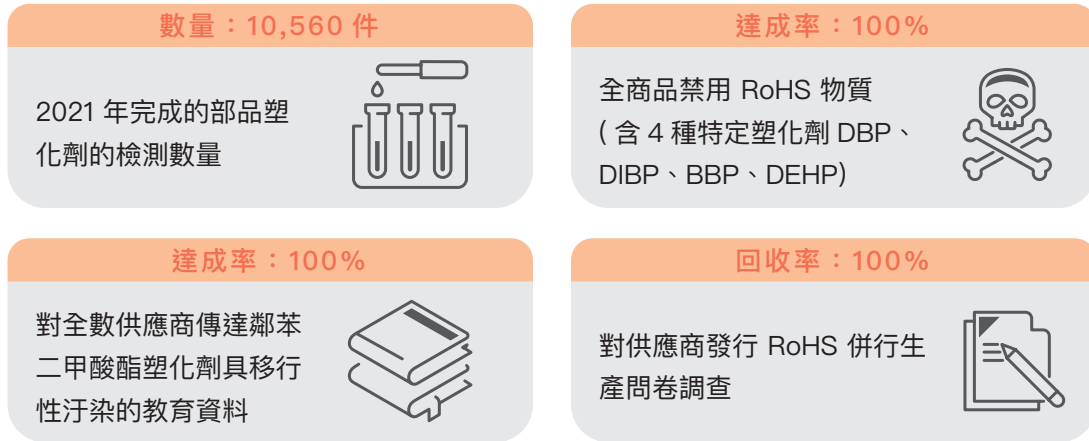 數量：10,560 件
2021 年完成的部品塑
化劑的檢測數量
達成率：100%
全商品禁用 RoHS 物質
( 含 4 種特定塑化劑 DBP、
DIBP、BBP、DEHP)
達成率：100%
對全數供應商傳達鄰苯
二甲酸酯塑化劑具移行
性汙染的教育資料
回收率：100%
對供應商發行 RoHS 併行生
產問卷調查